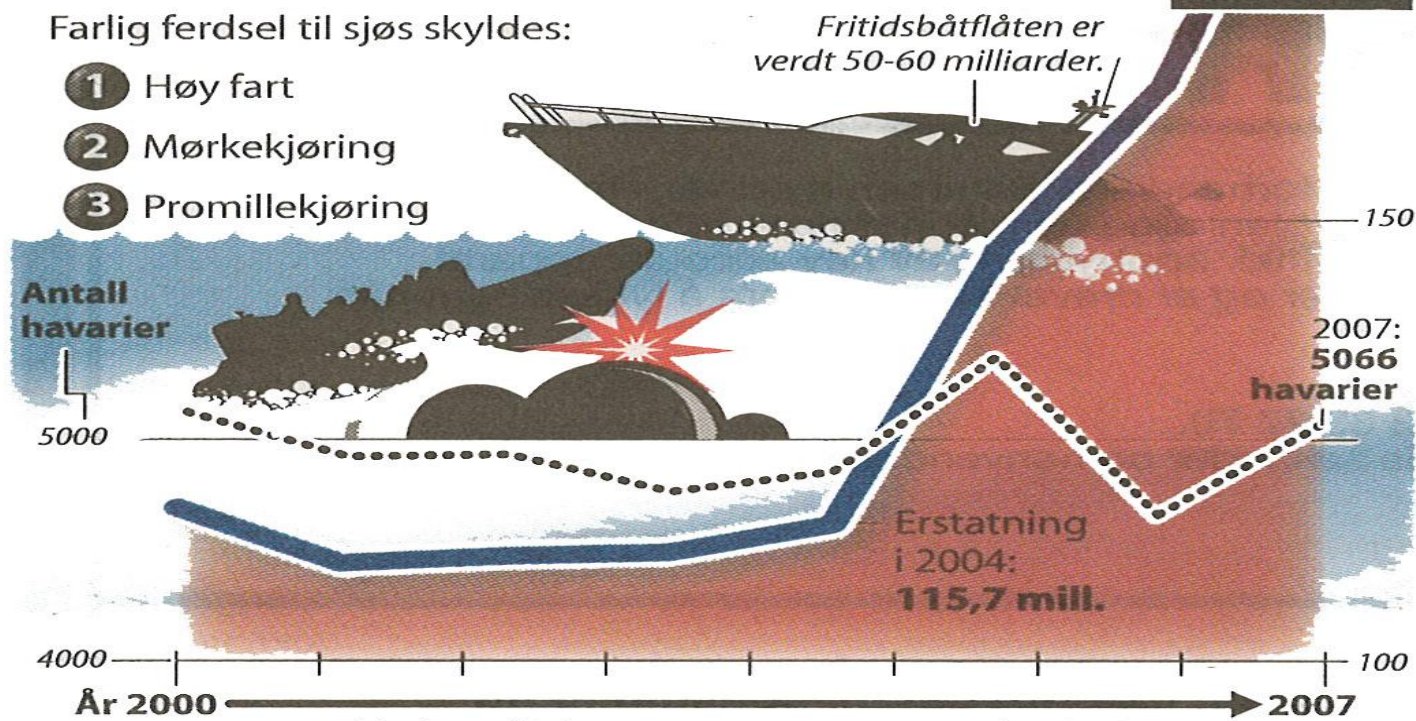 Farlig ferdsel til sjøs skyldes:
1 Høy fart
2 Mørkekjøring
3 Promillekjøring
Fritidsbåtflåten er
verdt 50-60 milliarder.
150
Antall
havarier
2007:
5066
havarier
5000
Erstatning
i 2004:
115,7 mill.
4000
100
År 2000
2007